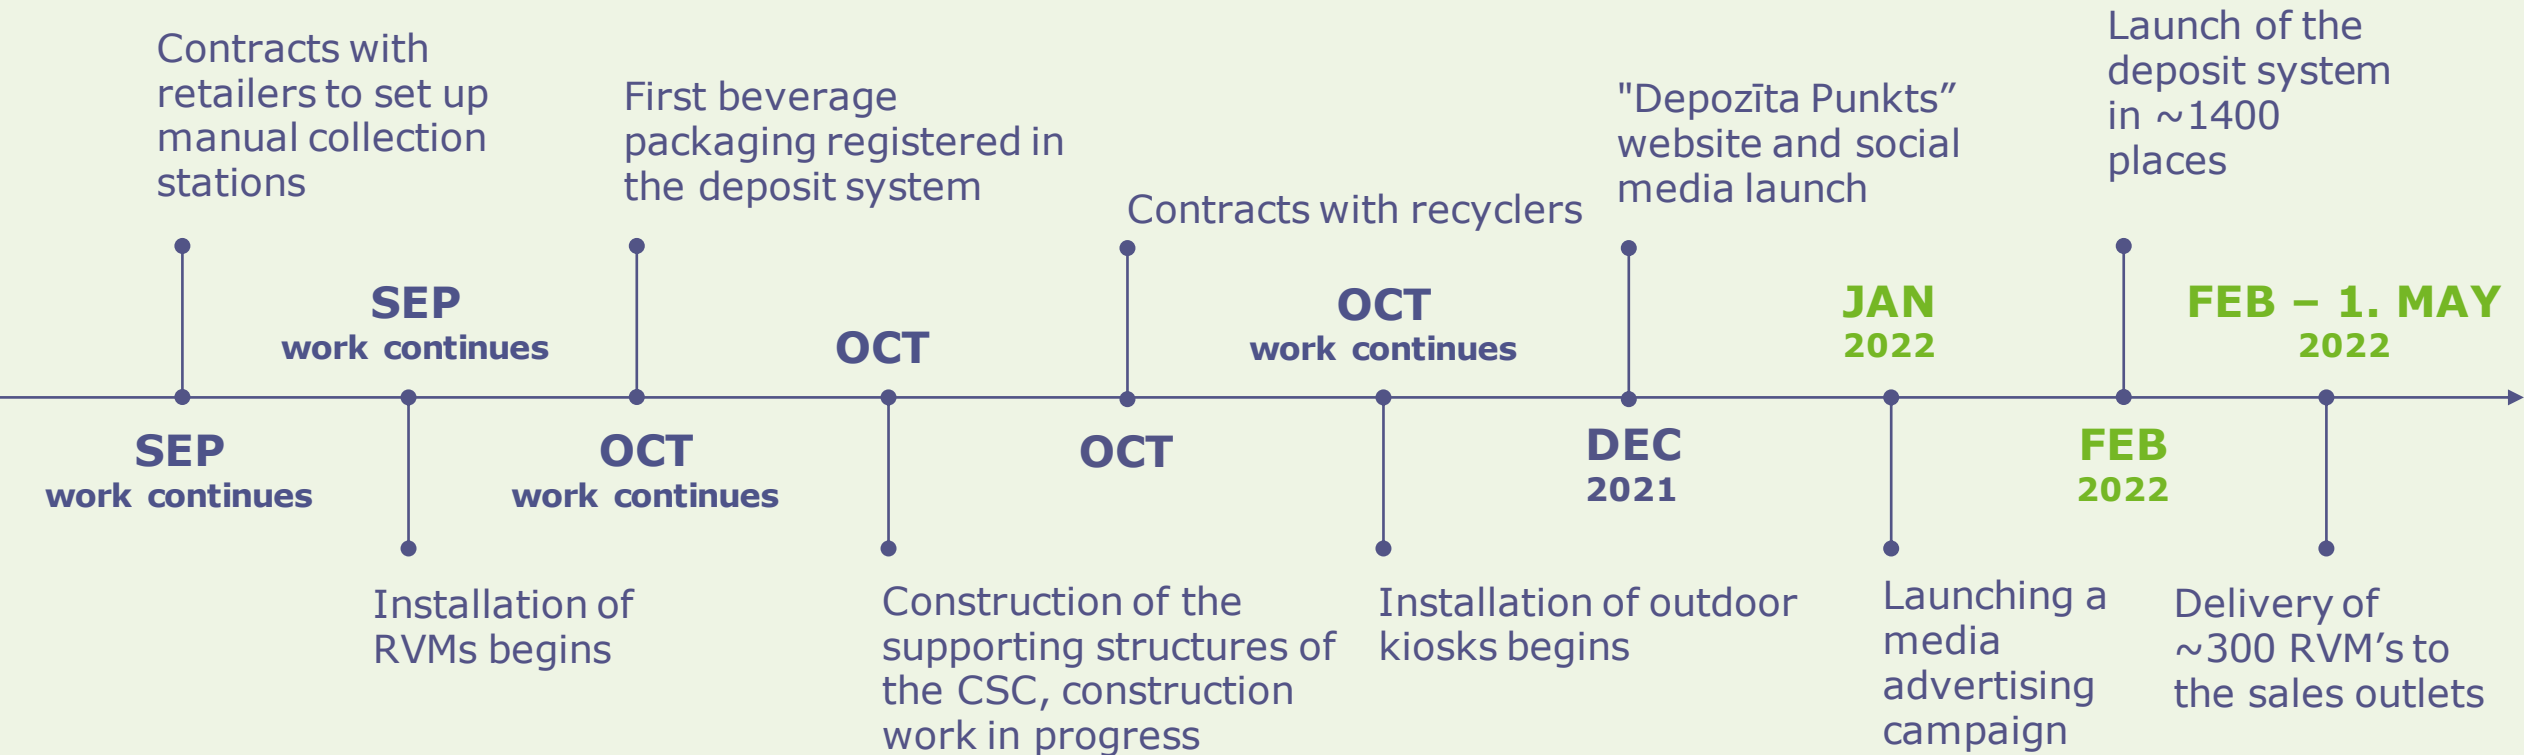 Contracts with
retailers to set up
manual collection
stations
SEP
work continues
SEP
work continues
Installation of
RVMs begins
First beverage
packaging registered in
the deposit system
OCT
work continues
OCT
Construction of the
supporting structures of
the CSC, construction
work in progress
Contracts with recyclers
OCT
OCT
work continues
Installation of outdoor
kiosks begins
"Depozīta Punkts”
website and social
media launch
DEC
2021
JAN
2022
Launching a
media
advertising
campaign
Launch of the
deposit system
in ~1400
places
FEB
2022
FEB – 1. MAY
2022
Delivery of
~300 RVM’s to
the sales outlets